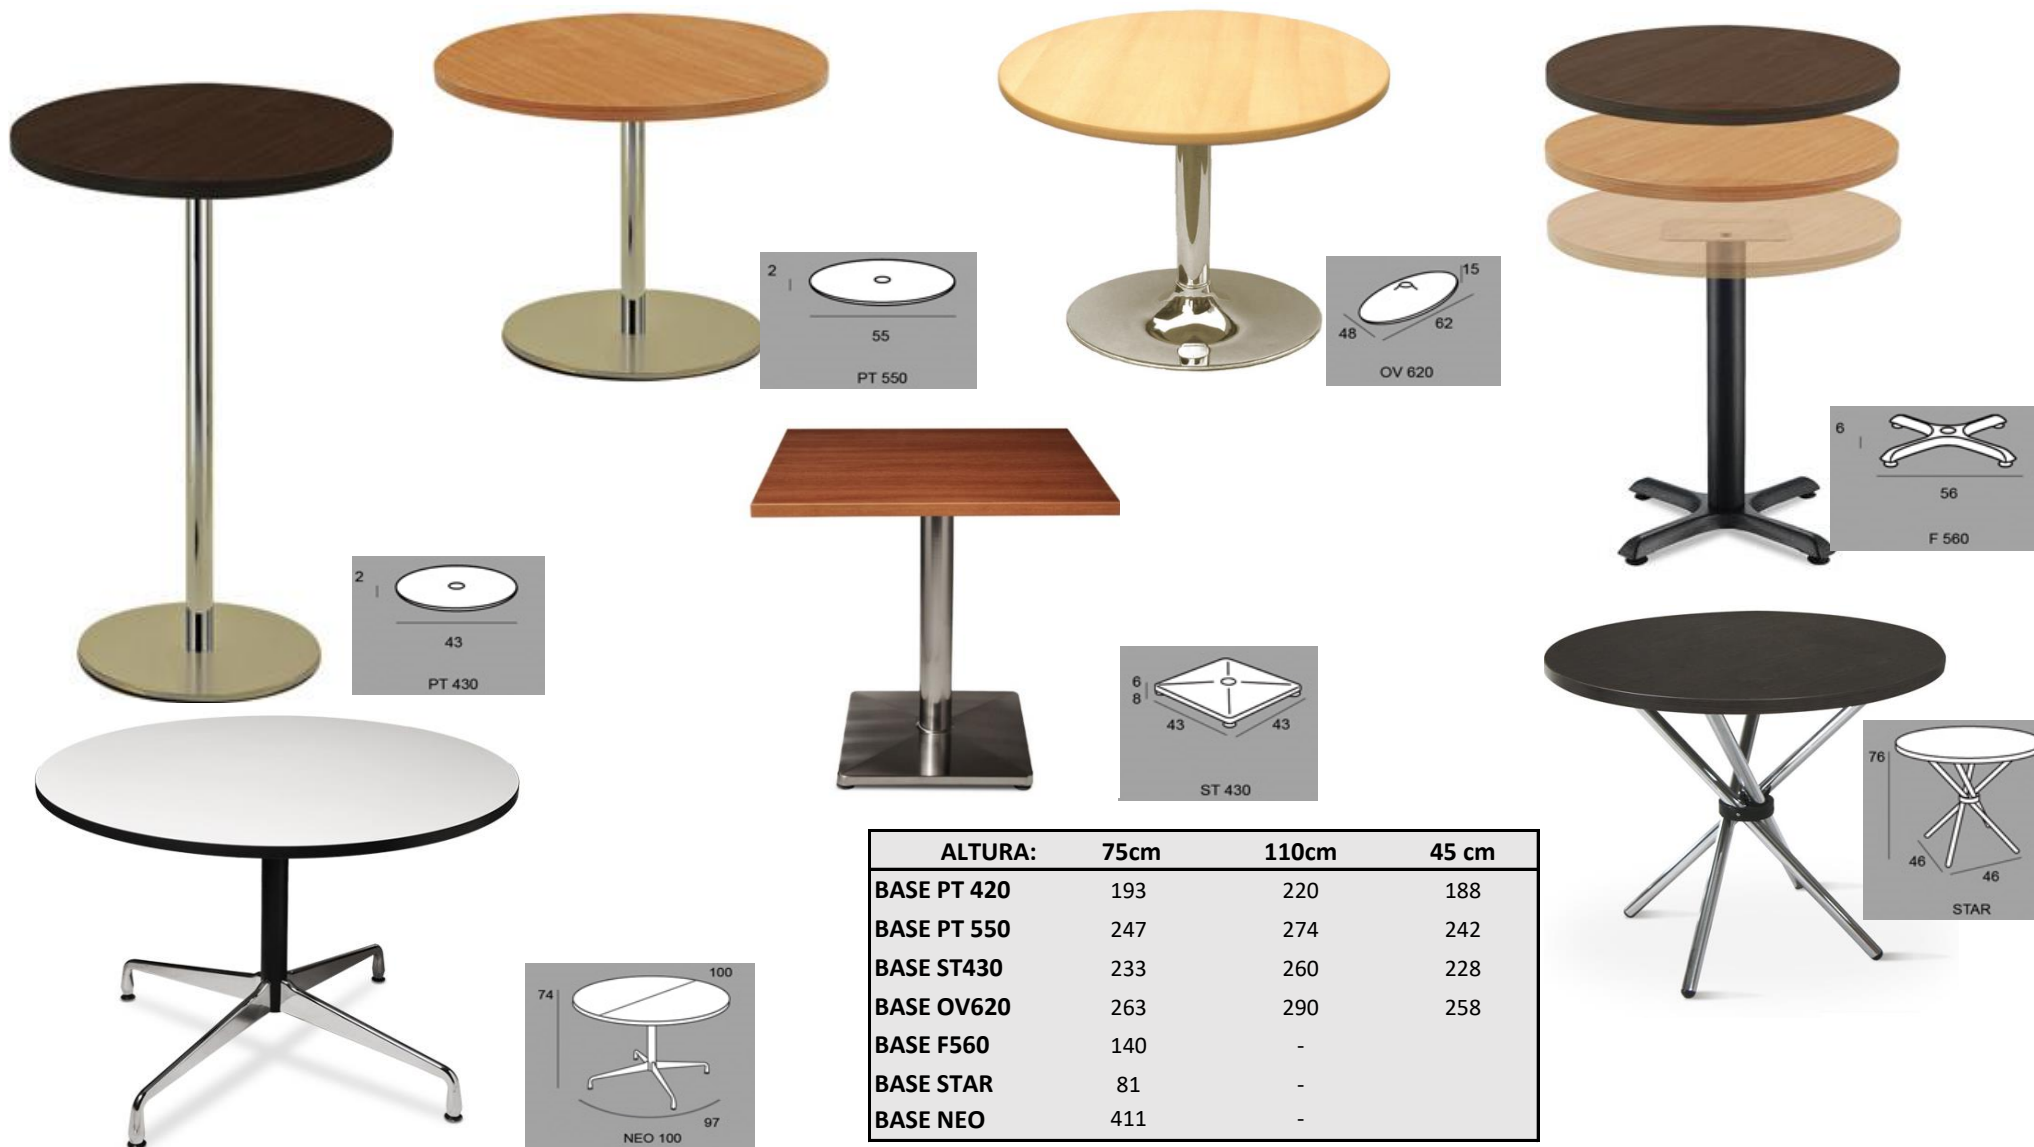 2
55
PT 550
15
48
62
OV 620
6
56
F 560
2
43
PT 430
6
8
43
43
ST 430
76
46
46
STAR
100
74
97
NEO 100
ALTURA: 75cm 110cm 45 cm
BASE PT 420 193 220 188
BASE PT 550 247 274 242
BASE ST430 233 260 228
BASE OV620 263 290 258
BASE F560 140 -
BASE STAR 81 -
BASE NEO 411 -